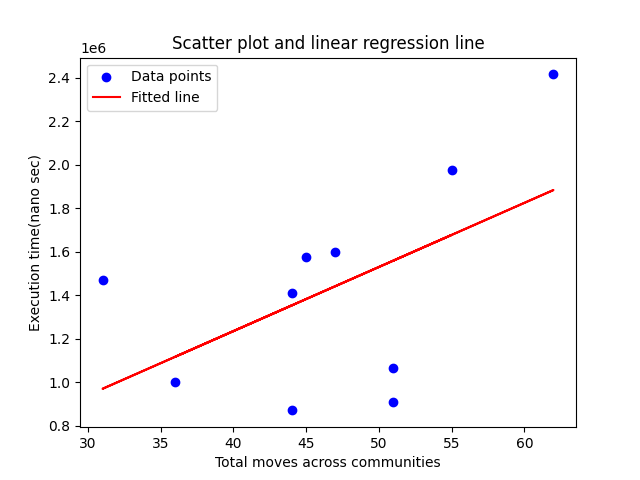 Scatter plot and linear regression line
1e6
Data points
Fitted line
2.4
2.2
2.0
1.8
1.6
1.4
1.2
1.0
0.8
Execution time(nano sec)
30 35 40 45 50 55 60
Total moves across communities